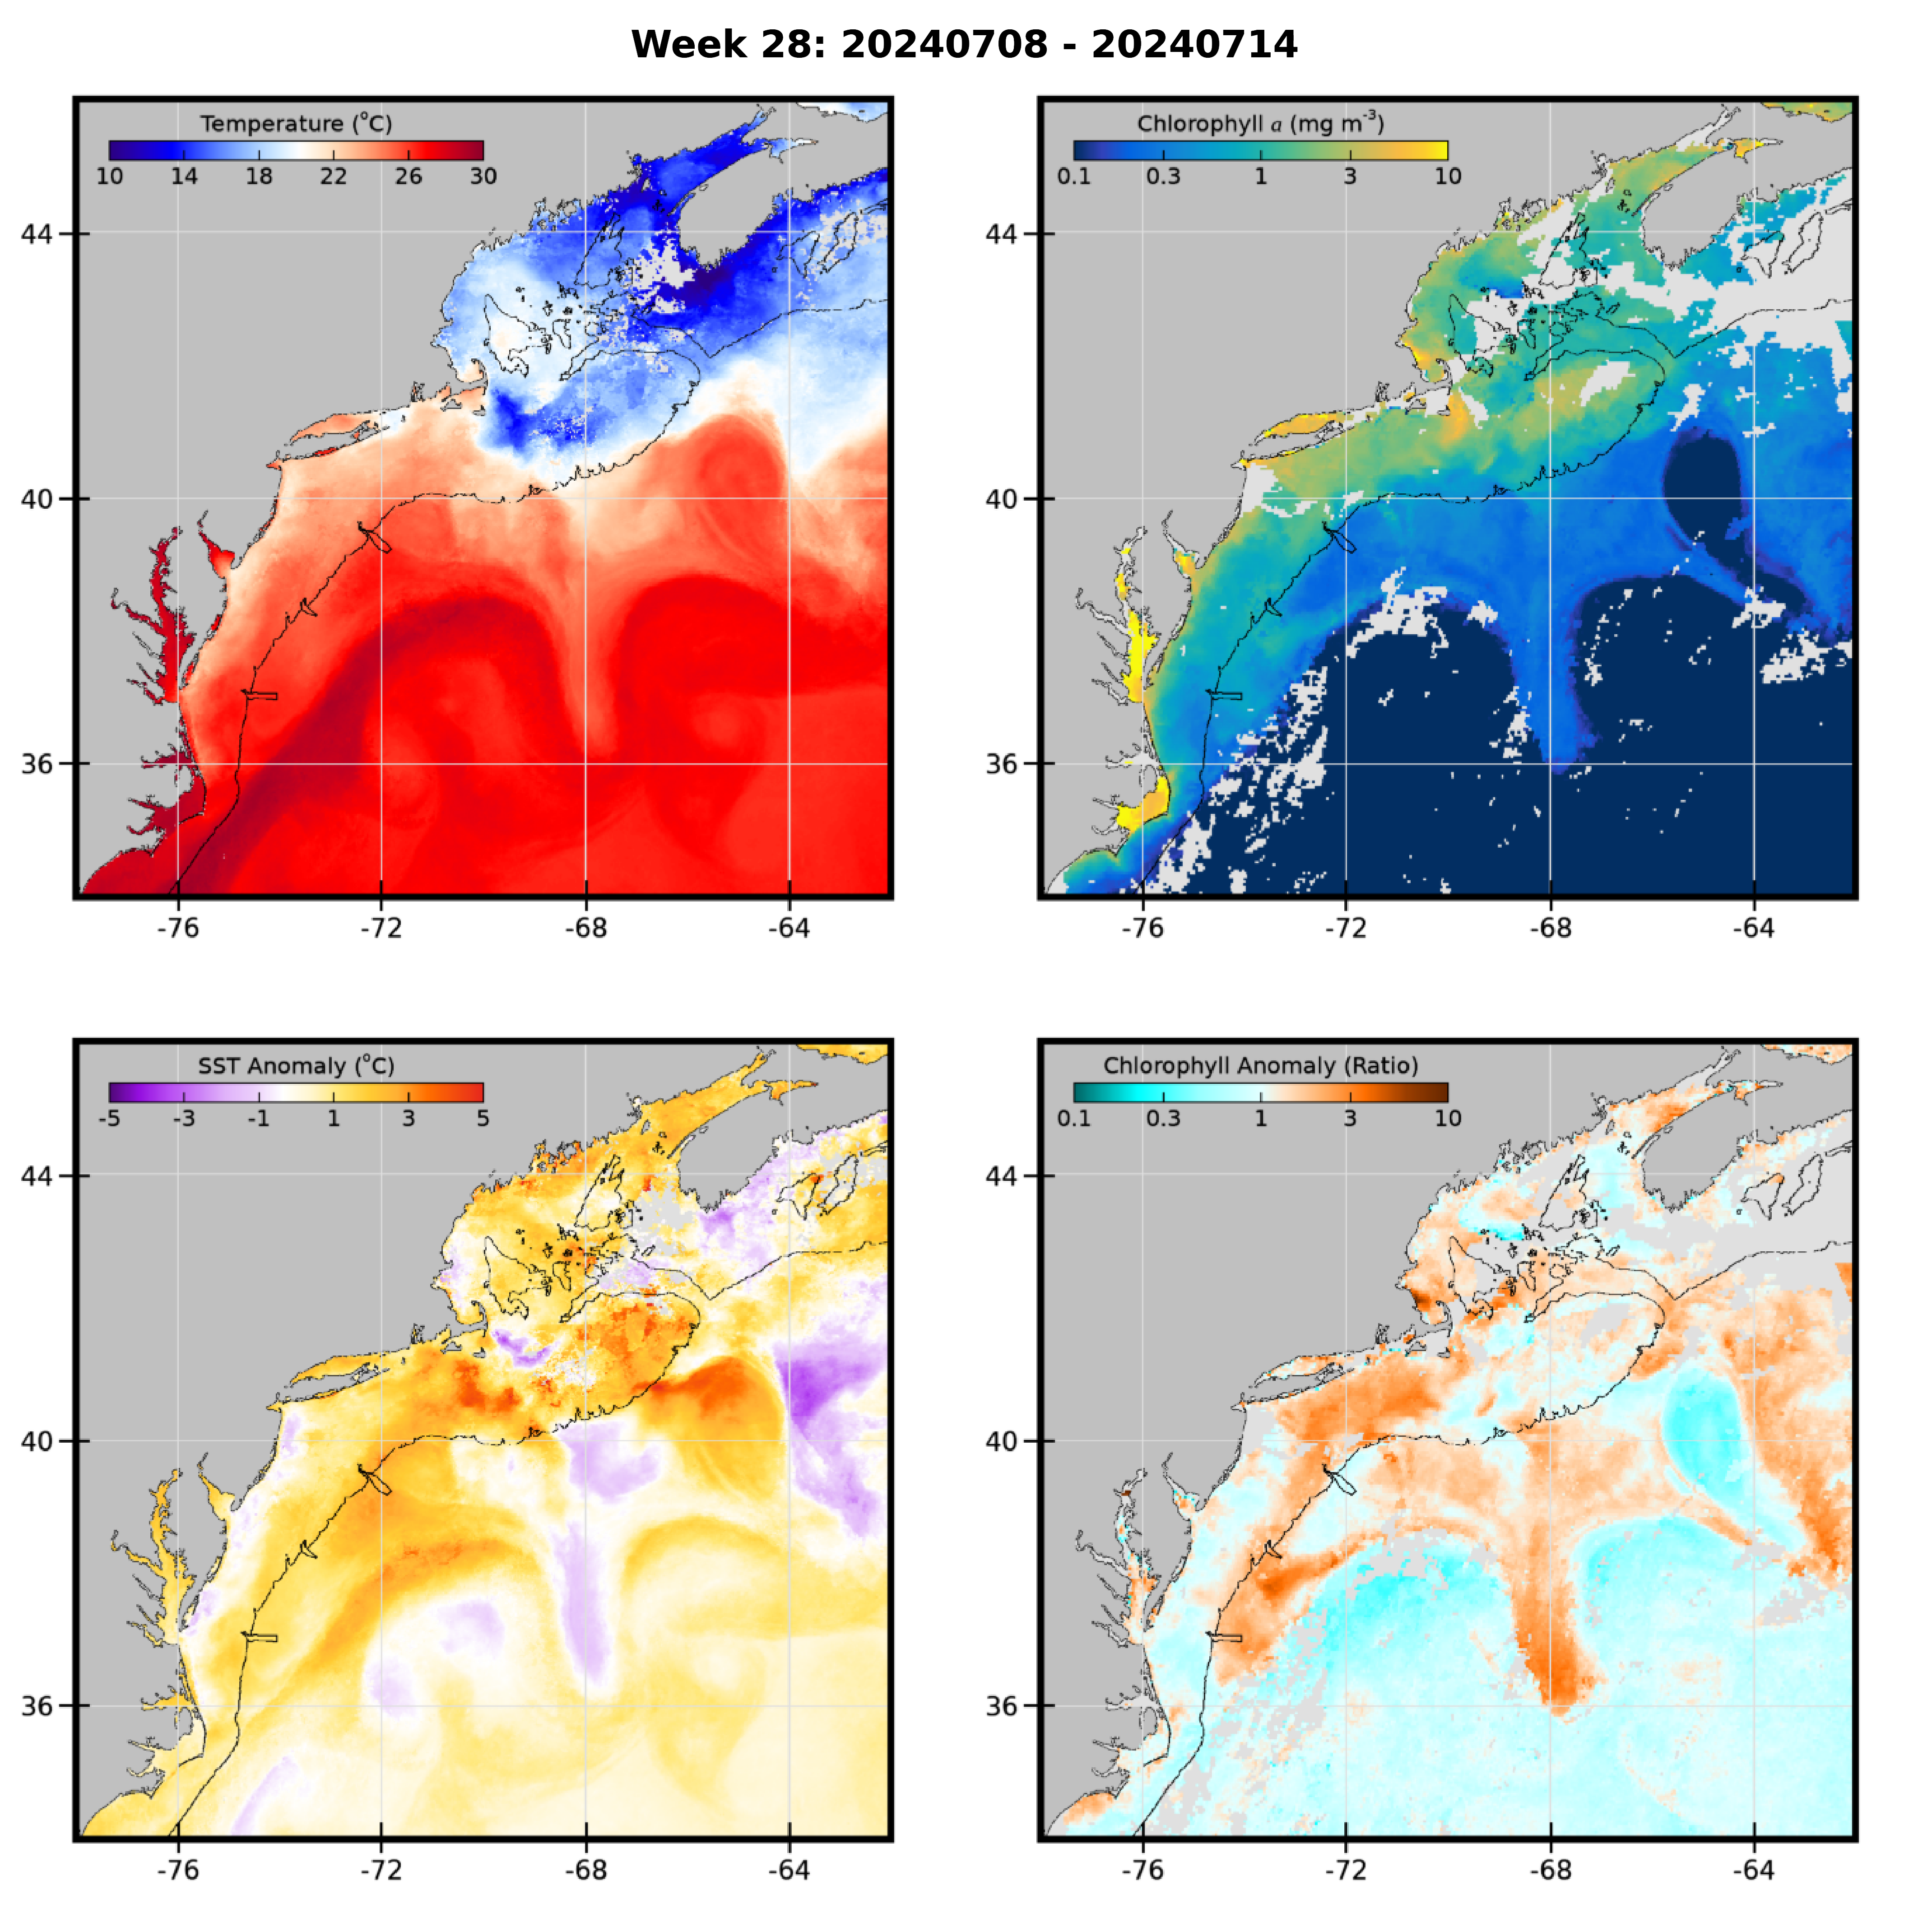 Week 28: 20240708 - 20240714
Temperature (°C)
10 14 18 22 26 30
44
40
36
-76 -72 -68 -64
Chlorophyll a (mg m⁻³)
0.1 0.3 1 3 10
44
40
36
-76 -72 -68 -64
SST Anomaly (°C)
-5 -3 -1 1 3 5
44
40
36
-76 -72 -68 -64
Chlorophyll Anomaly (Ratio)
0.1 0.3 1 3 10
44
40
36
-76 -72 -68 -64